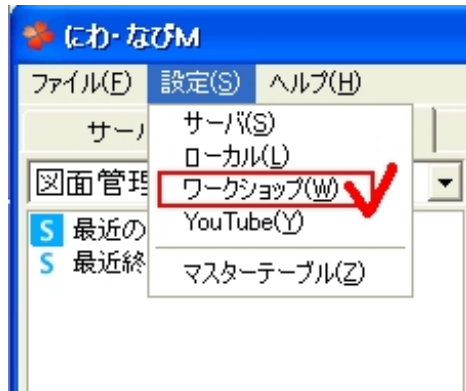 にわ・なびM
ファイル(F) 設定(S) ヘルプ(H)
サーバ(S)
ローカル(L)
ワークショップ(W)
YouTube(Y)
マスターテーブル(Z)
サー
図面管理
S 最近の
S 最近終